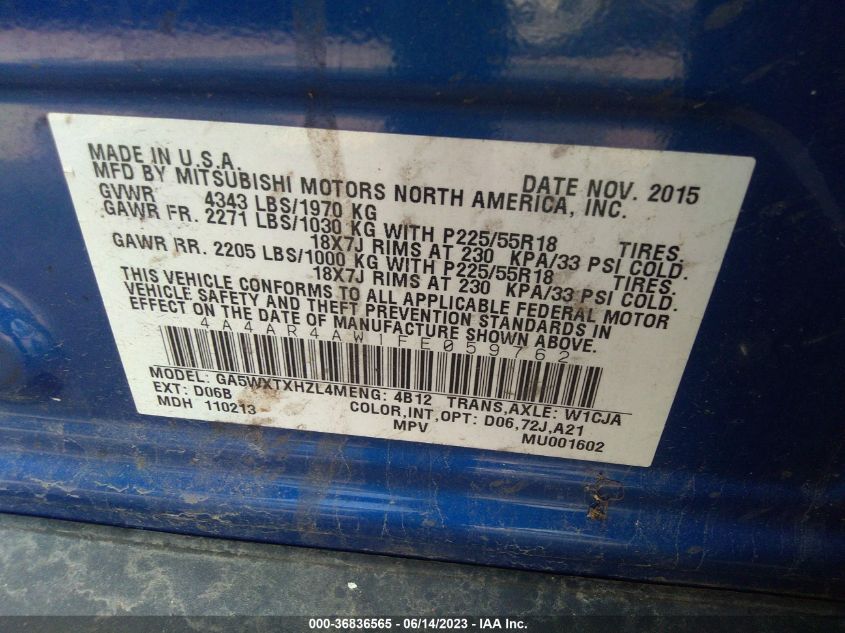 MADE IN U.S.A. DATE NOV. 2015
MFD BY MITSUBISHI MOTORS NORTH AMERICA, INC.
GVWR 4343 LBS/1970 KG
GAWR FR. 2271 LBS/1030 KG WITH P225/55R18 TIRES.
18X7J RIMS AT 230 KPA/33 PSI COLD.
GAWR RR. 2205 LBS/1000 KG WITH P225/55R18 TIRES.
18X7J RIMS AT 230 KPA/33 PSI COLD.
THIS VEHICLE CONFORMS TO ALL APPLICABLE FEDERAL MOTOR
VEHICLE SAFETY AND THEFT PREVENTION STANDARDS IN
EFFECT ON THE DATE OF MANUFACTURE SHOWN ABOVE.
4A4AR4AW1FE059762
MODEL: GA5WXTXHZL4MENG: 4B12 TRANS,AXLE: W1CJA
EXT: D06B COLOR,INT,OPT: D06,72J,A21
MDH 110213 MPV MU001602
000-36836565 - 06/14/2023 - IAA Inc.